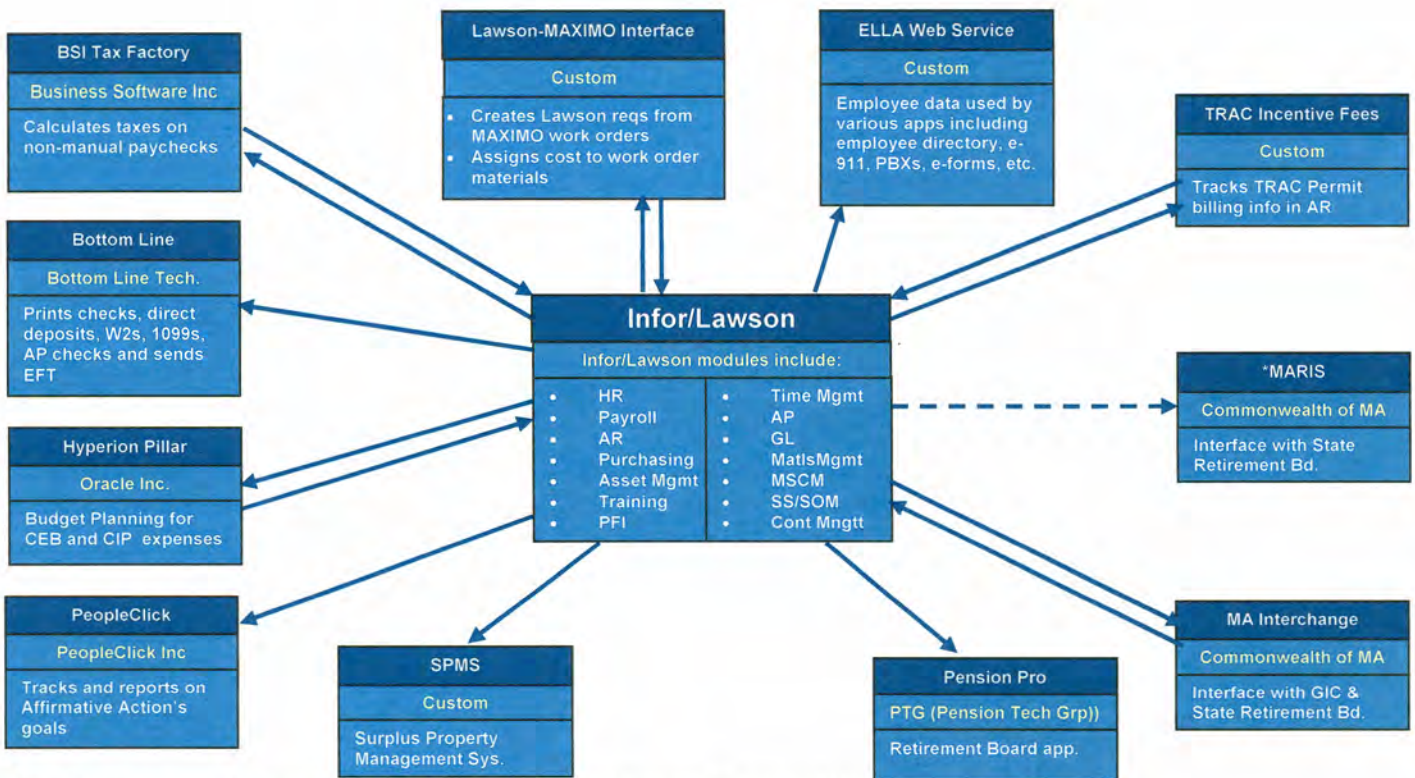 BSI Tax Factory
Business Software Inc
Calculates taxes on
non-manual paychecks
Lawson-MAXIMO Interface
Custom
• Creates Lawson reqs from
MAXIMO work orders
• Assigns cost to work order
materials
ELLA Web Service
Custom
Employee data used by
various apps including
employee directory, e-
911, PBXs, e-forms, etc.
TRAC Incentive Fees
Custom
Tracks TRAC Permit
billing info in AR
Bottom Line
Bottom Line Tech.
Prints checks, direct
deposits, W2s, 1099s,
AP checks and sends
EFT
Infor/Lawson
Infor/Lawson modules include:
• HR
• Payroll
• AR
• Purchasing
• Asset Mgmt
• Training
• PFI
• Time Mgmt
• AP
• GL
• MatlsMgmt
• MSCM
• SS/SOM
• Cont Mngtt
*MARIS
Commonwealth of MA
Interface with State
Retirement Bd.
Hyperion Pillar
Oracle Inc.
Budget Planning for
CEB and CIP expenses
PeopleClick
PeopleClick Inc
Tracks and reports on
Affirmative Action's
goals
SPMS
Custom
Surplus Property
Management Sys.
Pension Pro
PTG (Pension Tech Grp))
Retirement Board app.
MA Interchange
Commonwealth of MA
Interface with GIC &
State Retirement Bd.